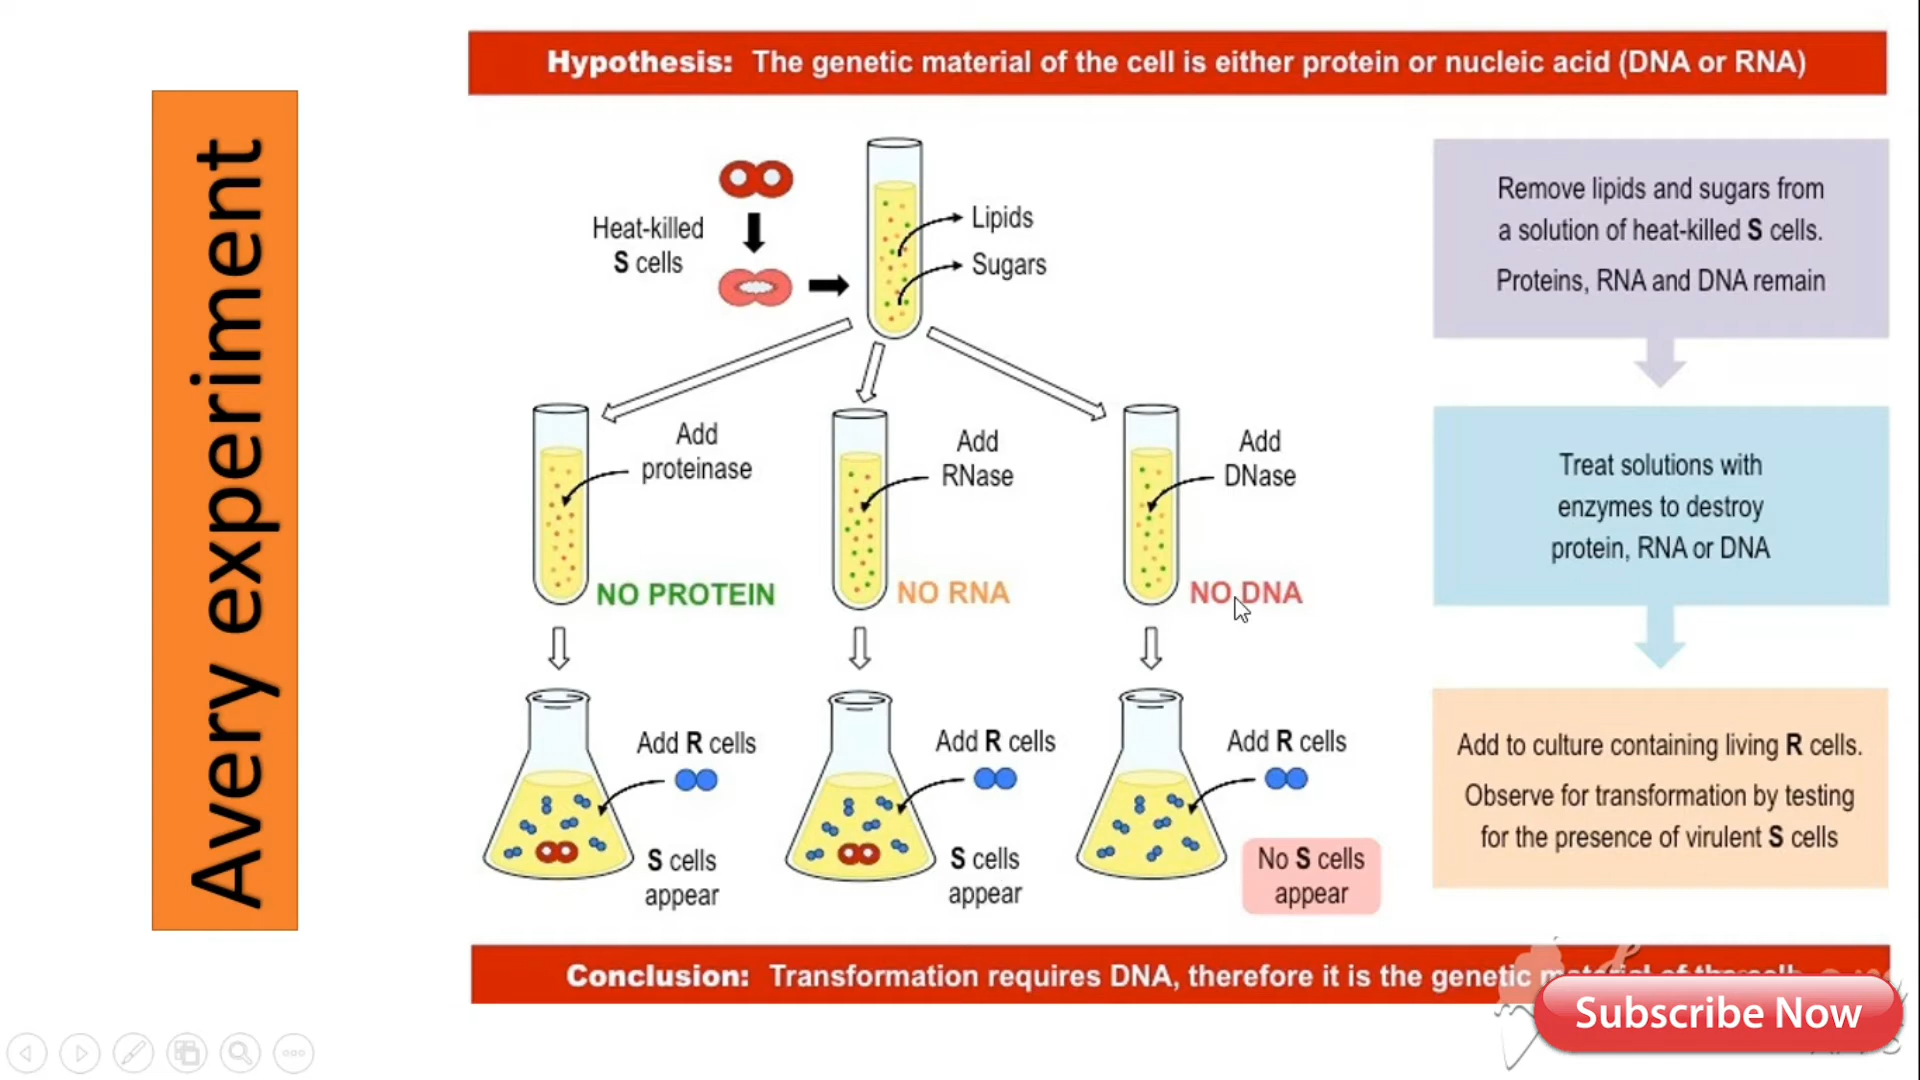 Avery experiment
Hypothesis: The genetic material of the cell is either protein or nucleic acid (DNA or RNA)
Heat-killed
S cells
Lipids
Sugars
Remove lipids and sugars from
a solution of heat-killed S cells.
Proteins, RNA and DNA remain
Add
proteinase
Add
RNase
Add
DNase
NO PROTEIN
NO RNA
NO DNA
Treat solutions with
enzymes to destroy
protein, RNA or DNA
Add R cells
Add R cells
Add R cells
S cells
appear
S cells
appear
No S cells
appear
Add to culture containing living R cells.
Observe for transformation by testing
for the presence of virulent S cells
Conclusion: Transformation requires DNA, therefore it is the genetic material of the cell
Subscribe Now